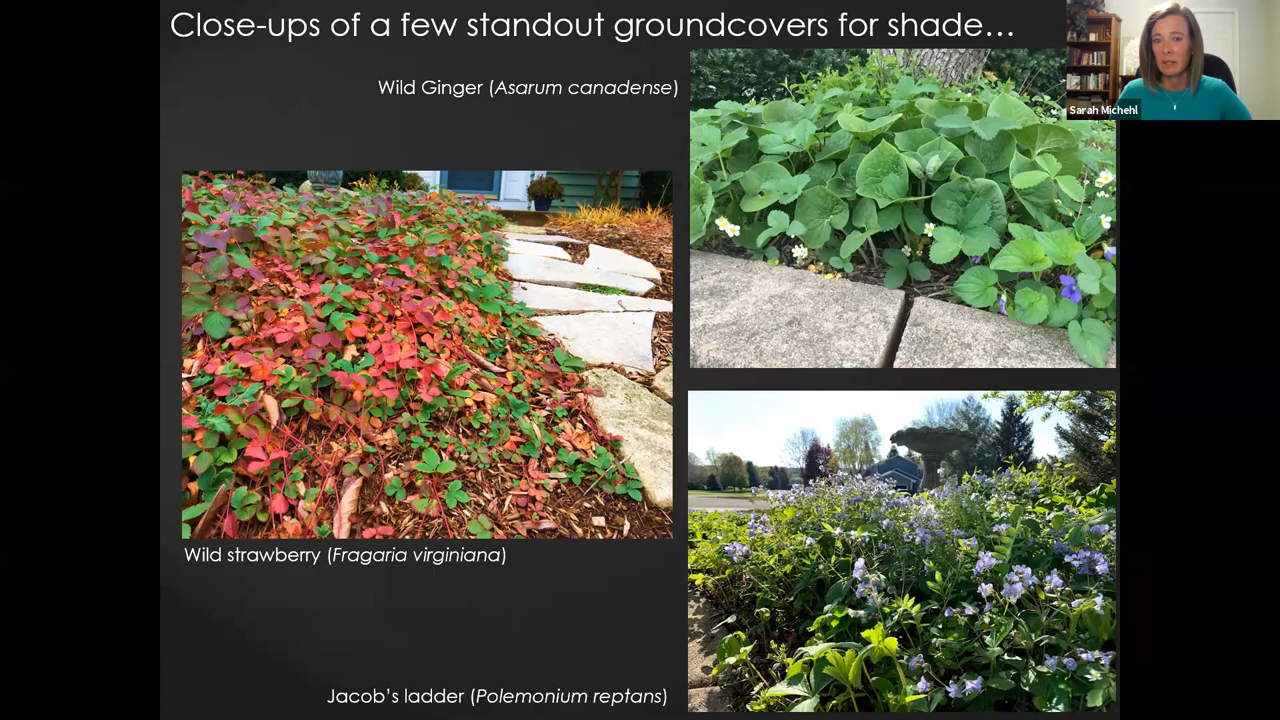 Close-ups of a few standout groundcovers for shade…
Wild Ginger (Asarum canadense)
Sarah Michehl
Wild strawberry (Fragaria virginiana)
Jacob’s ladder (Polemonium reptans)